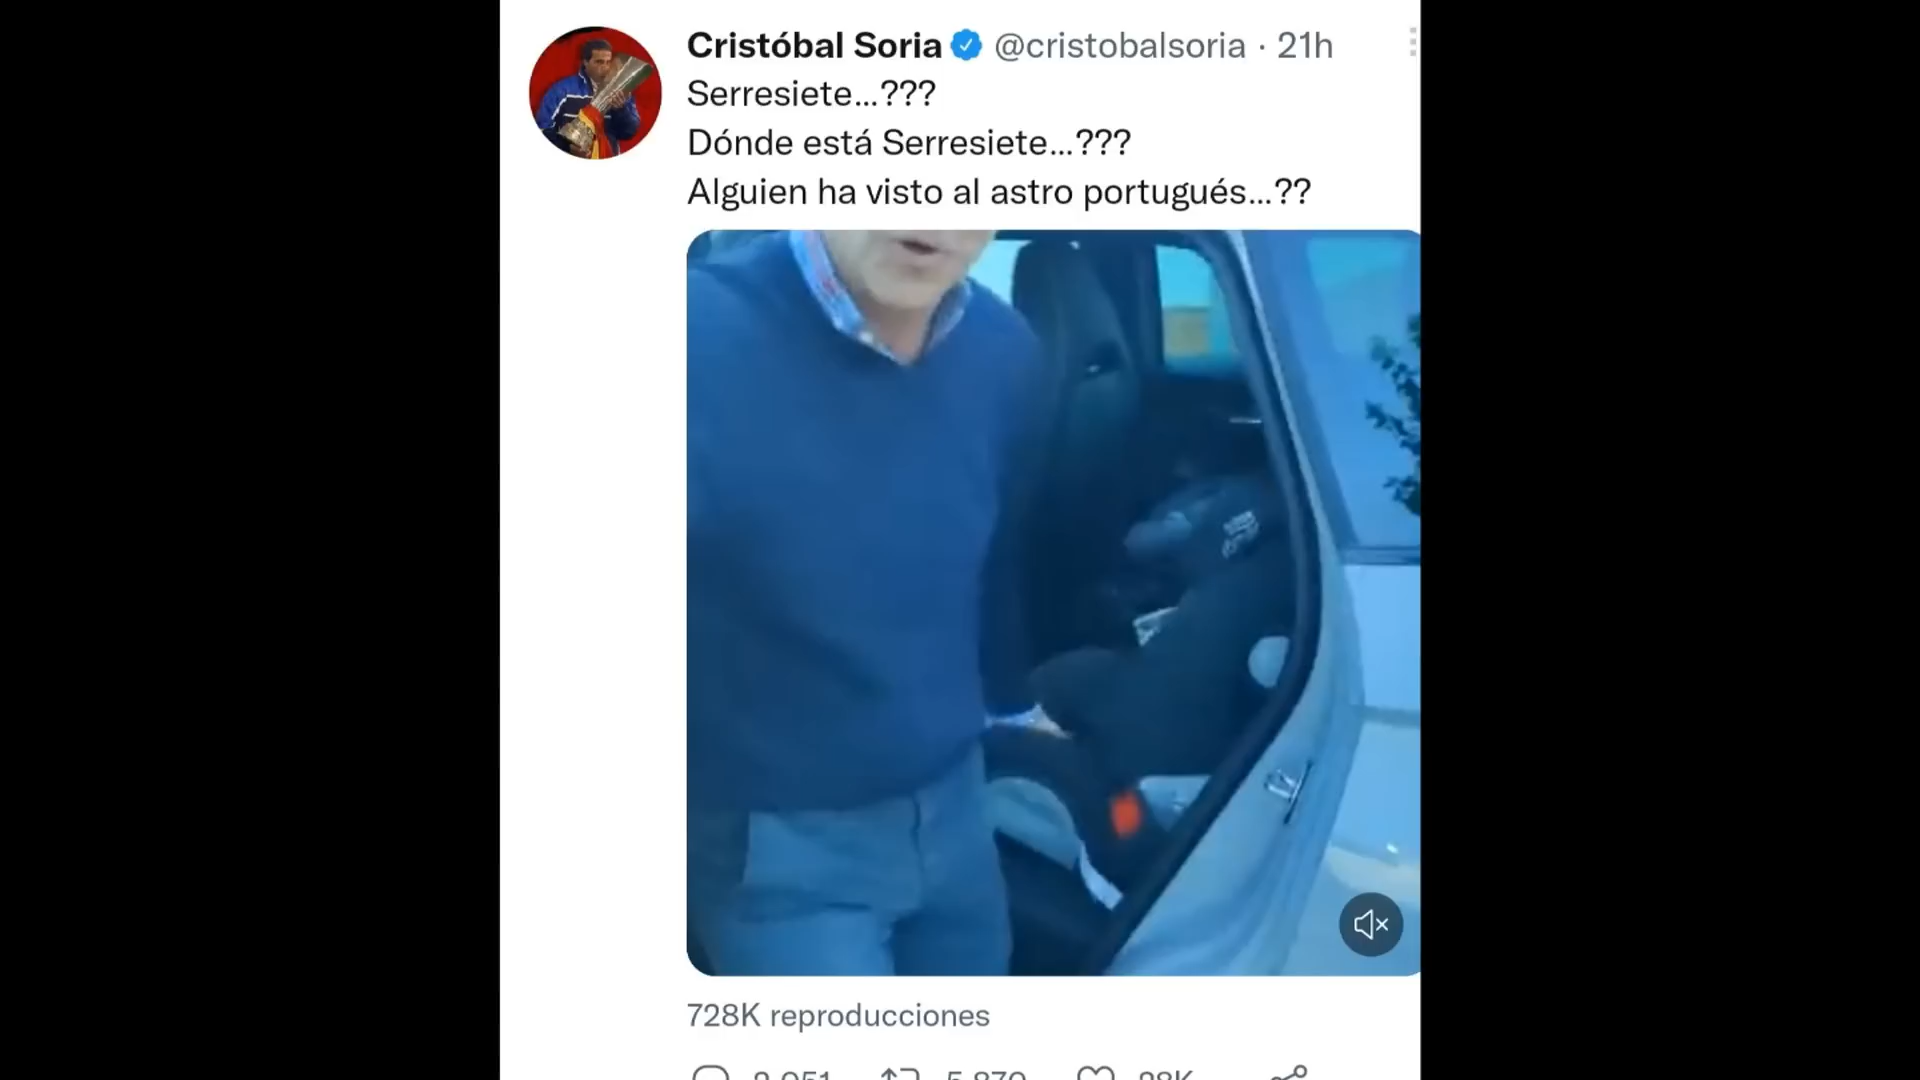 Cristóbal Soria @cristobalsoria · 21h
Serresiete...???
Dónde está Serresiete...???
Alguien ha visto al astro portugués...??
728K reproducciones